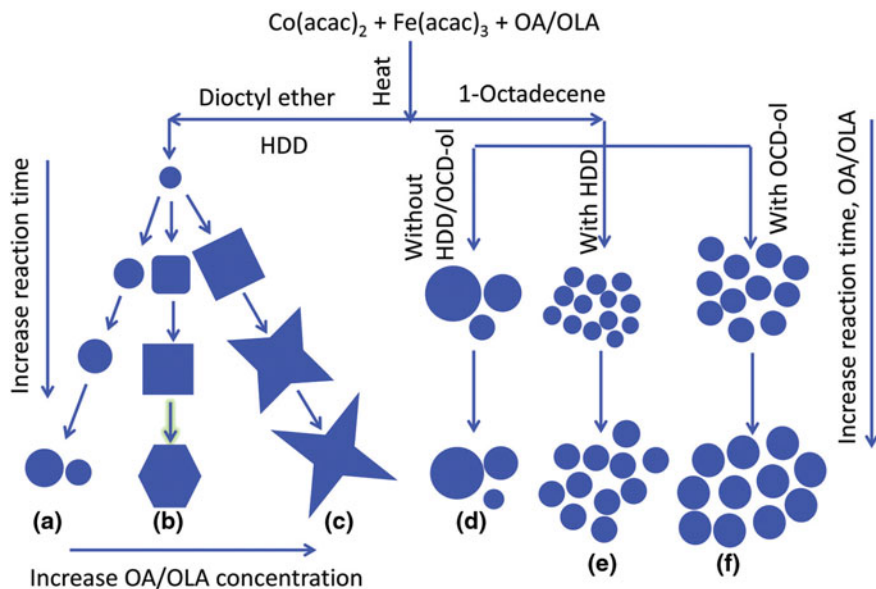 Co(acac)₂ + Fe(acac)₃ + OA/OLA
Heat
Dioctyl ether
HDD
1-Octadecene
Without
HDD/OCD-ol
With HDD
With OCD-ol
Increase reaction time
Increase reaction time, OA/OLA
(a)
(b)
(c)
(d)
(e)
(f)
Increase OA/OLA concentration